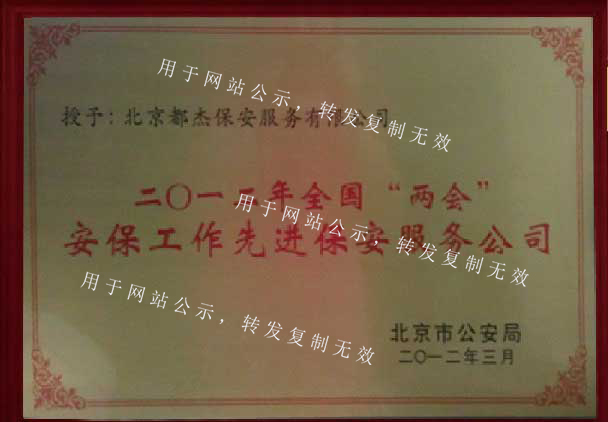 授予：北京都杰保安服务有限公司
用于网站公示，转发复制无效
二〇一二年全国“两会”
用于网站公示，转发复制无效
安保工作先进保安服务公司
用于网站公示，转发复制无效
北京市公安局
二〇一二年三月